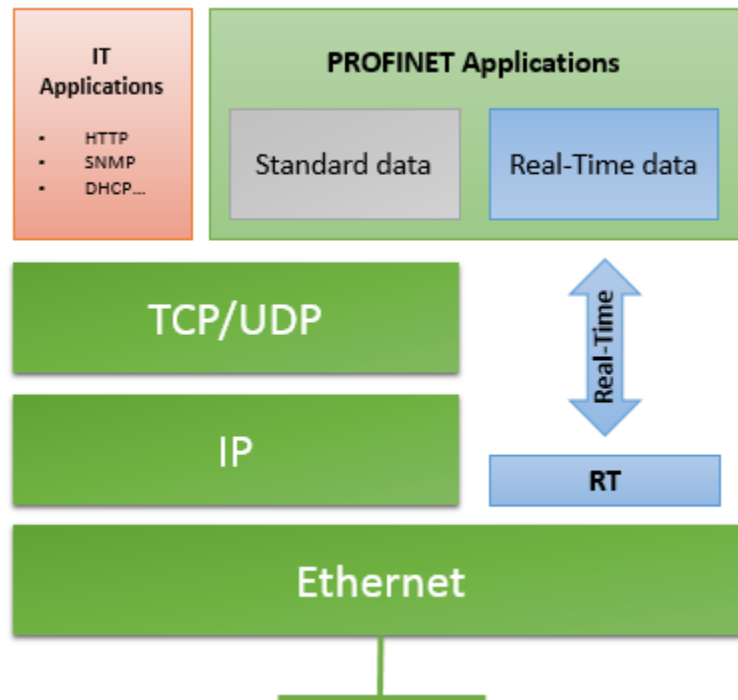 IT
Applications
▪ HTTP
▪ SNMP
▪ DHCP...
PROFINET Applications
Standard data
Real-Time data
TCP/UDP
Real-Time
IP
RT
Ethernet